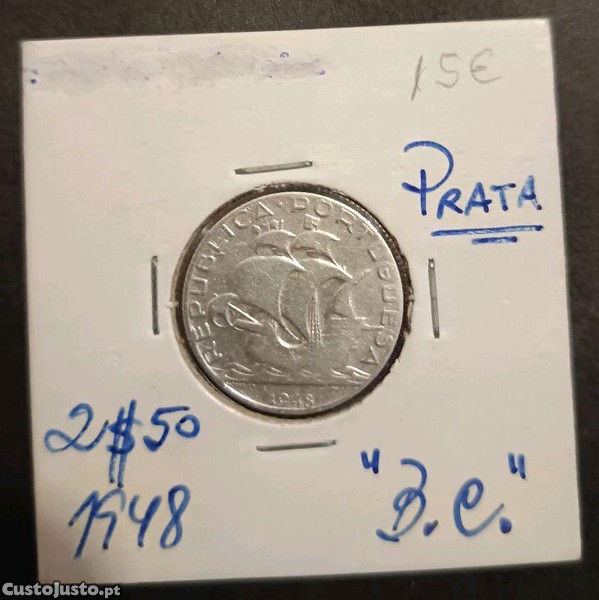 15€
PRATA
REPUBLICA · PORTUGUESA
1948
2$50
1948
"B.C."
CustoJusto.pt